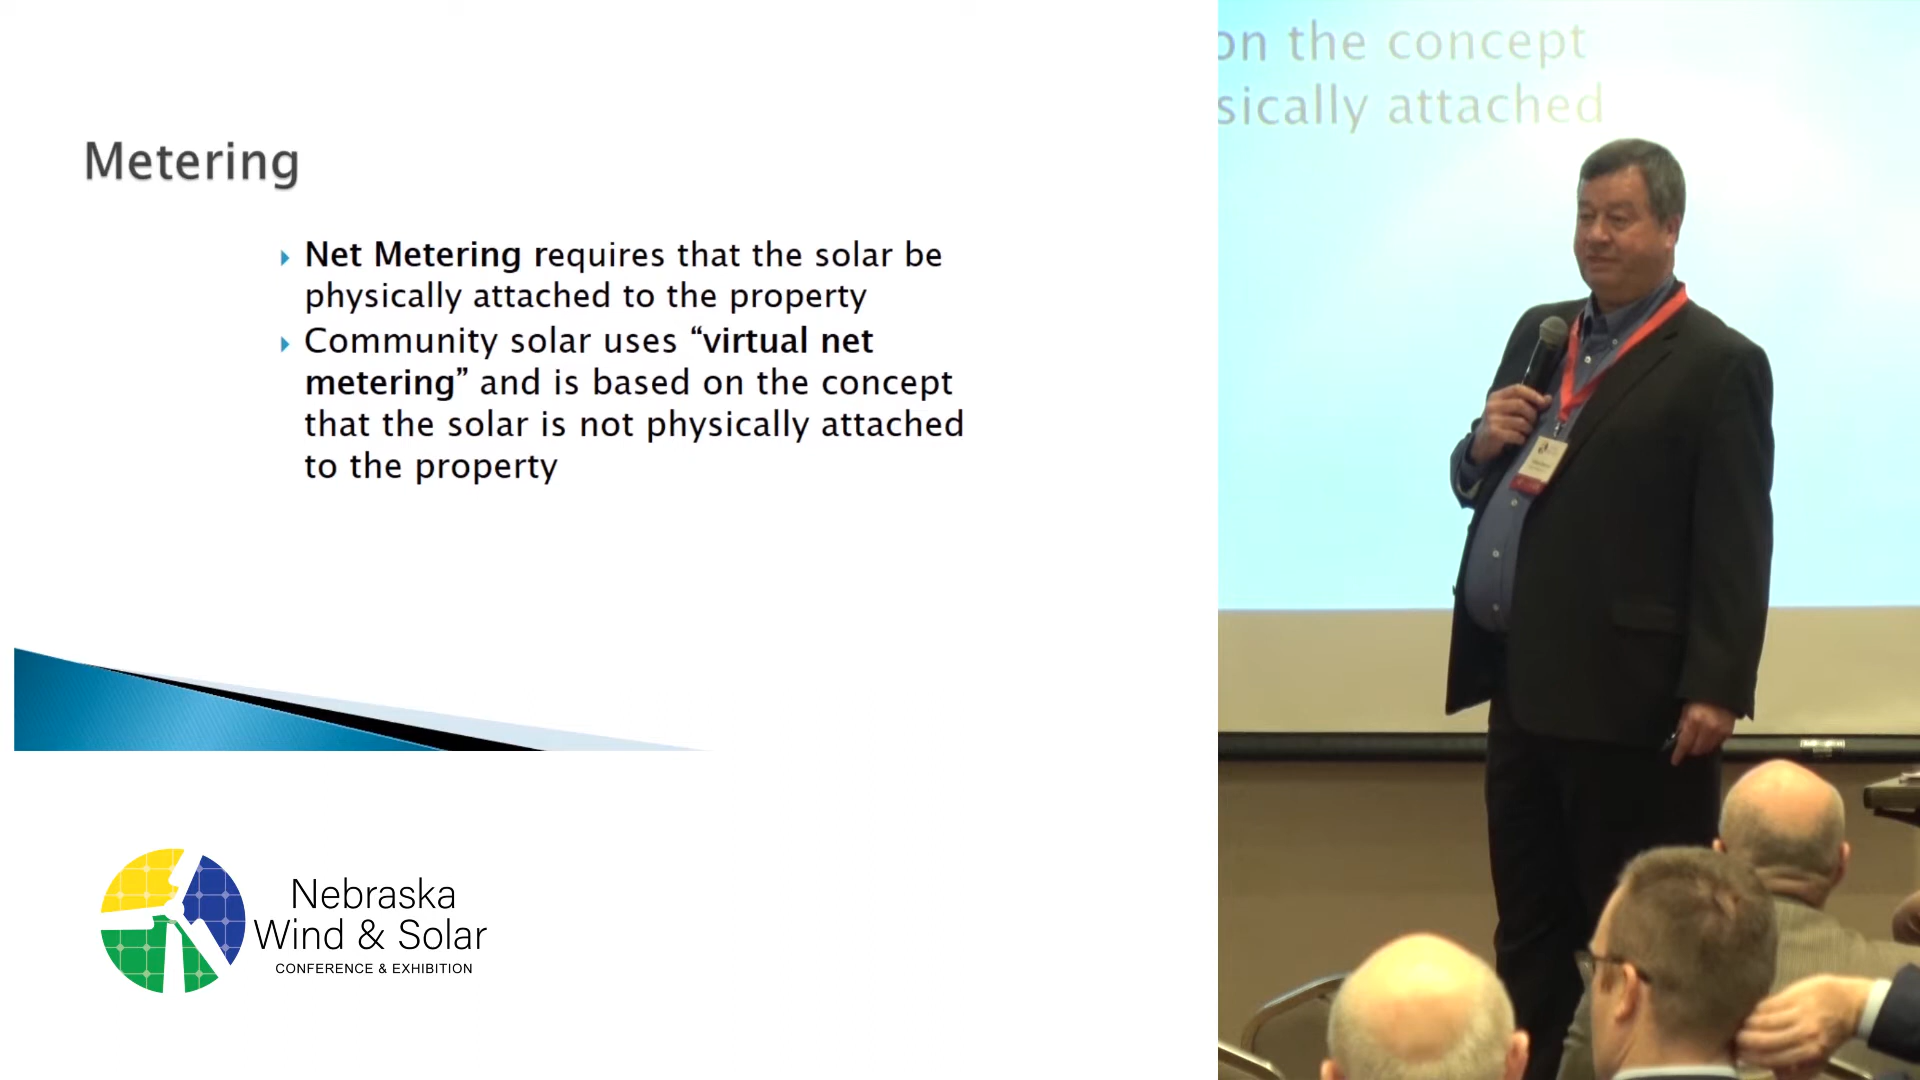 Metering
Net Metering requires that the solar be
physically attached to the property
Community solar uses “virtual net
metering” and is based on the concept
that the solar is not physically attached
to the property
Nebraska
Wind & Solar
CONFERENCE & EXHIBITION
on the concept
sically attached